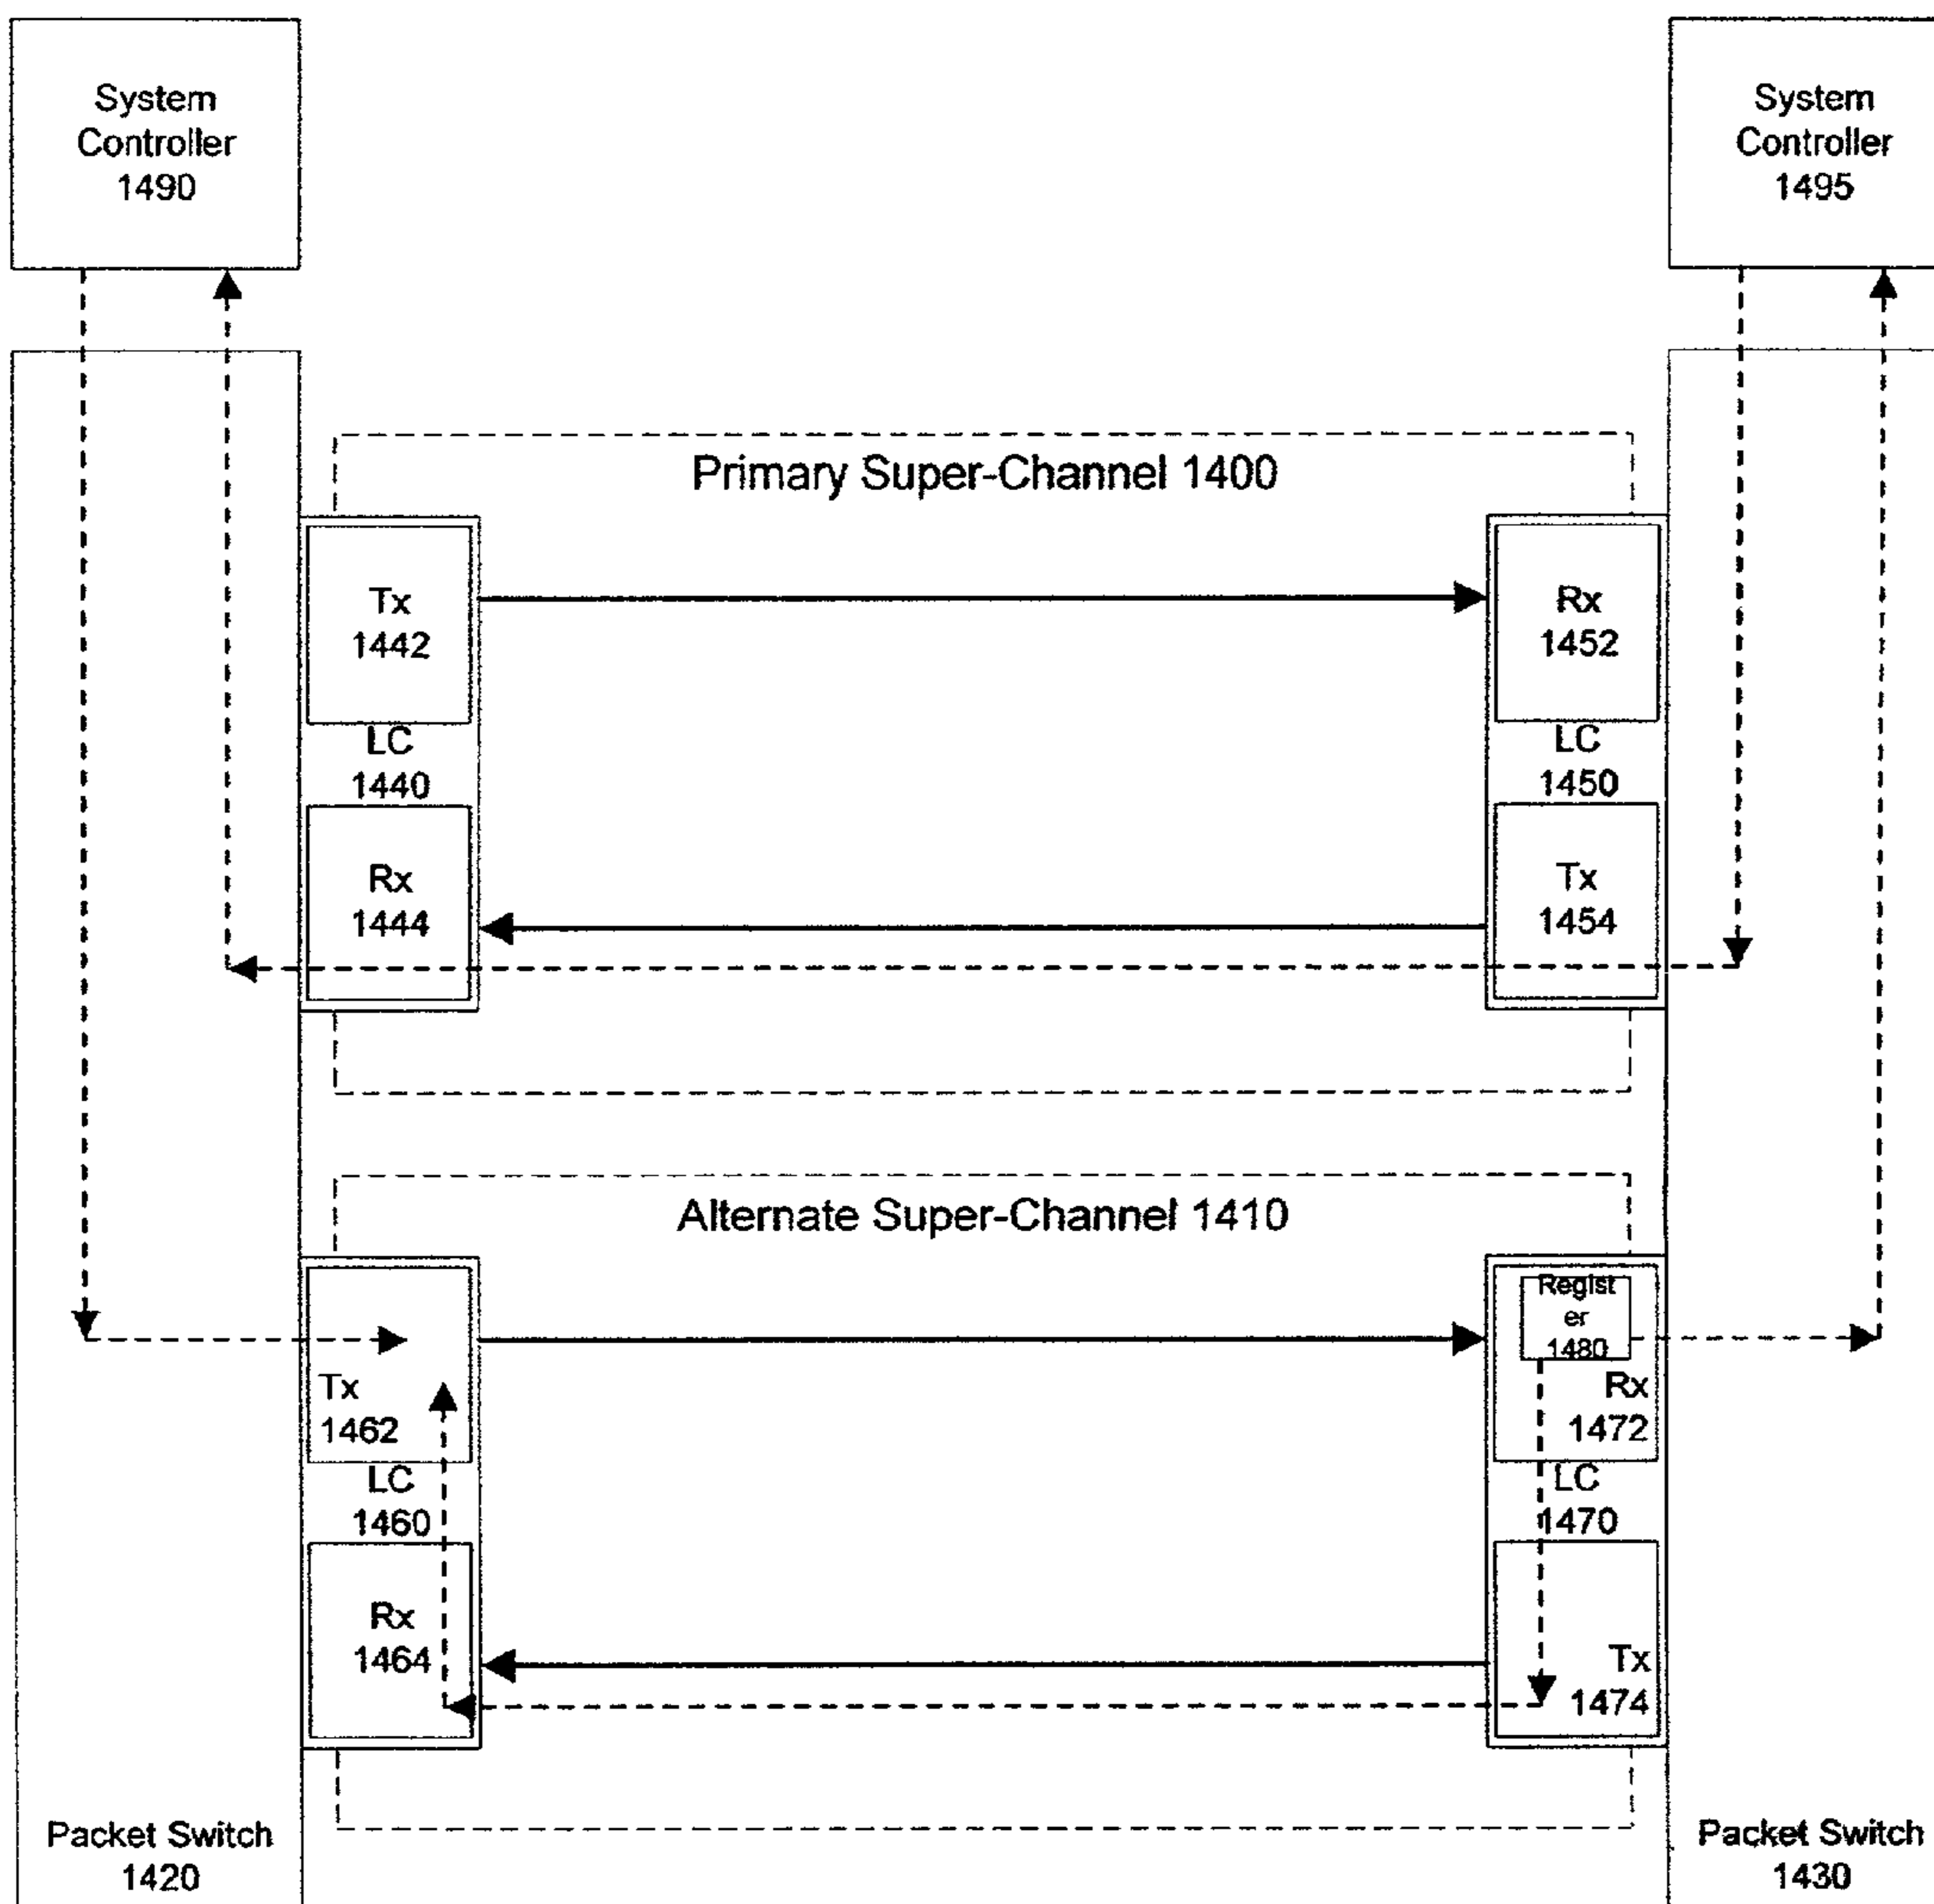 System
Controller
1490
System
Controller
1495
Primary Super-Channel 1400
Tx
1442
LC
1440
Rx
1444
Rx
1452
LC
1450
Tx
1454
Alternate Super-Channel 1410
Tx
1462
LC
1460
Rx
1464
Regist
er
1480
Rx
1472
LC
1470
Tx
1474
Packet Switch
1420
Packet Switch
1430